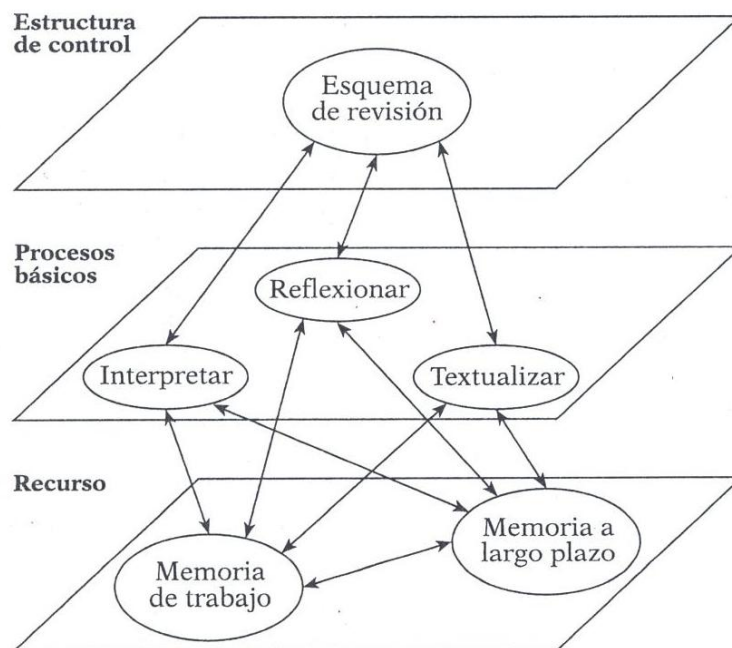 Estructura
de control
Esquema
de revisión
Procesos
básicos
Reflexionar
Interpretar
Textualizar
Recurso
Memoria a
largo plazo
Memoria
de trabajo